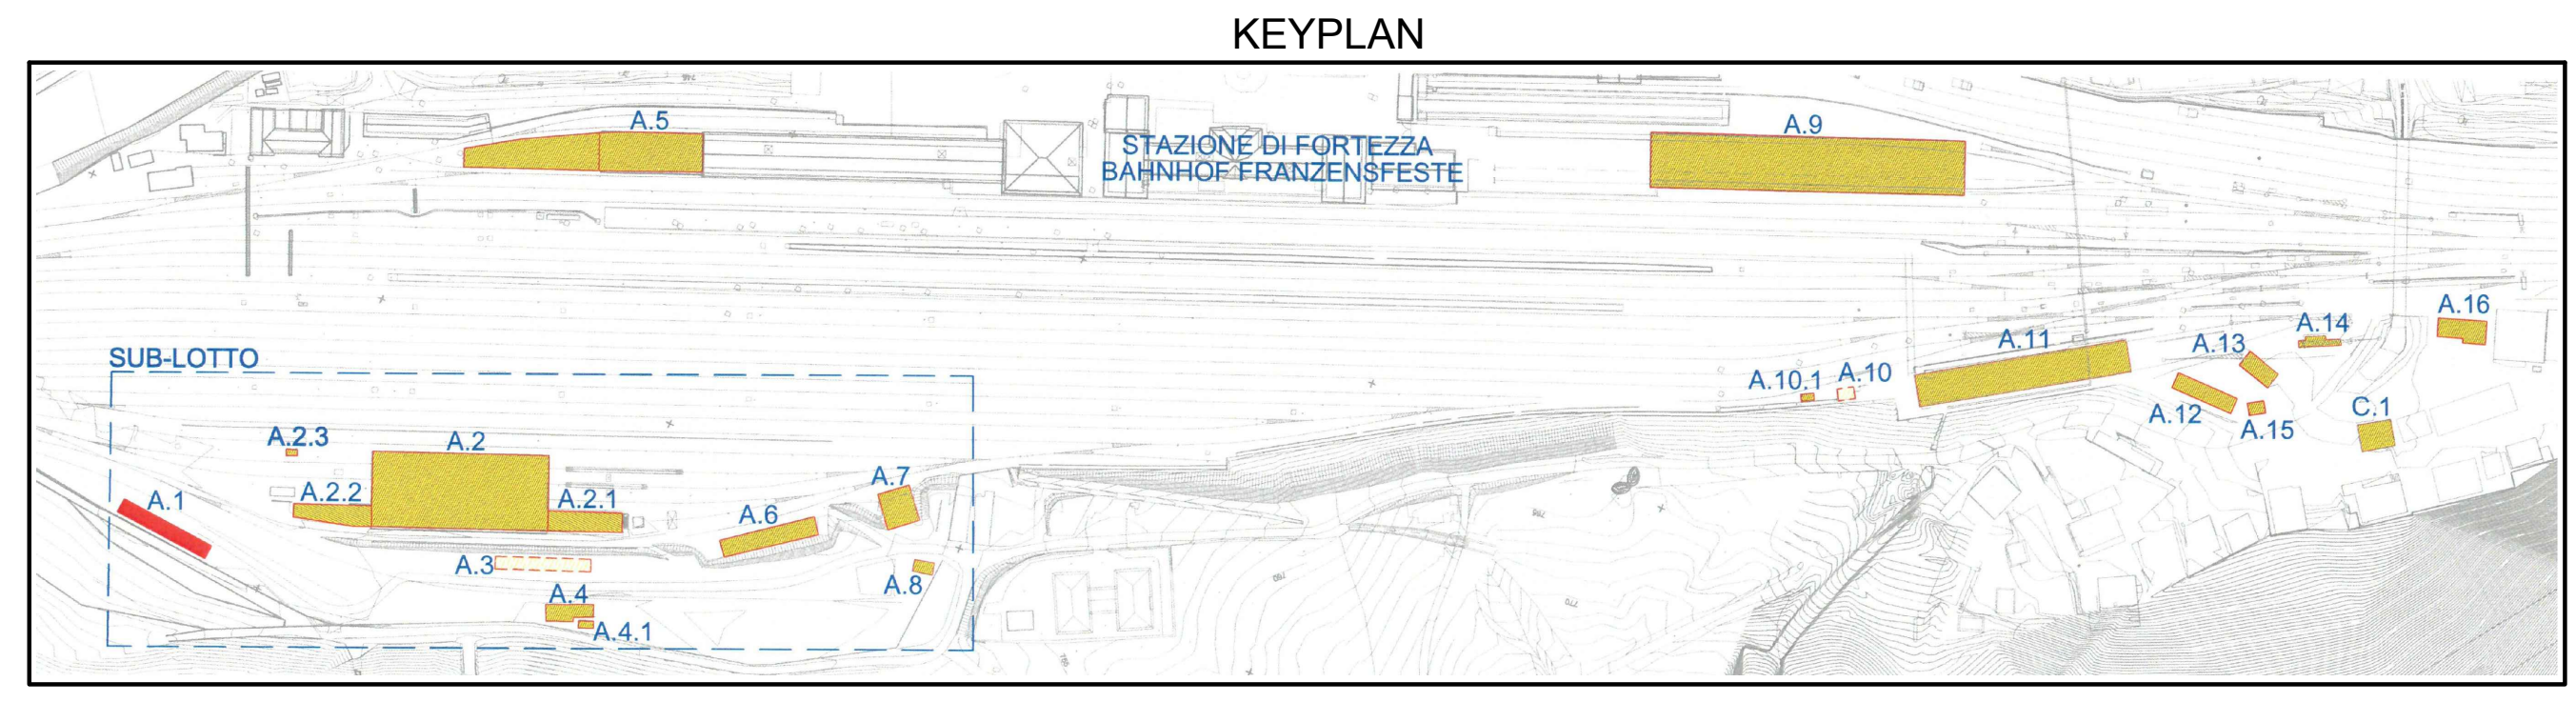 KEYPLAN
A.5
A.9
STAZIONE DI FORTEZZA
BAHNHOF FRANZENSFESTE
A.16
A.14
A.11
A.13
SUB-LOTTO
A.10.1
A.10
C.1
A.12
A.15
A.2.3
A.2
A.7
A.2.2
A.2.1
A.1
A.6
A.3
A.8
A.4
A.4.1